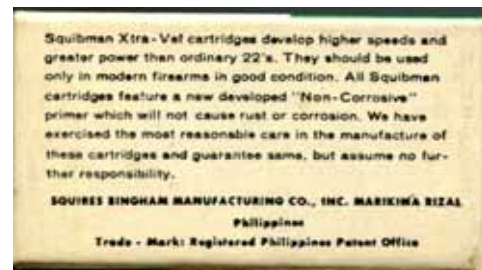 Squibman Xtra-Vel cartridges develop higher speeds and
greater power than ordinary 22's. They should be used
only in modern firearms in good condition. All Squibman
cartridges feature a new developed "Non-Corrosive"
primer which will not cause rust or corrosion. We have
exercised the most reasonable care in the manufacture of
these cartridges and guarantee same, but assume no fur-
ther responsibility.
SQUIRES BINGHAM MANUFACTURING CO., INC. MARIKINA RIZAL
Philippines
Trade - Mark: Registered Philippines Patent Office